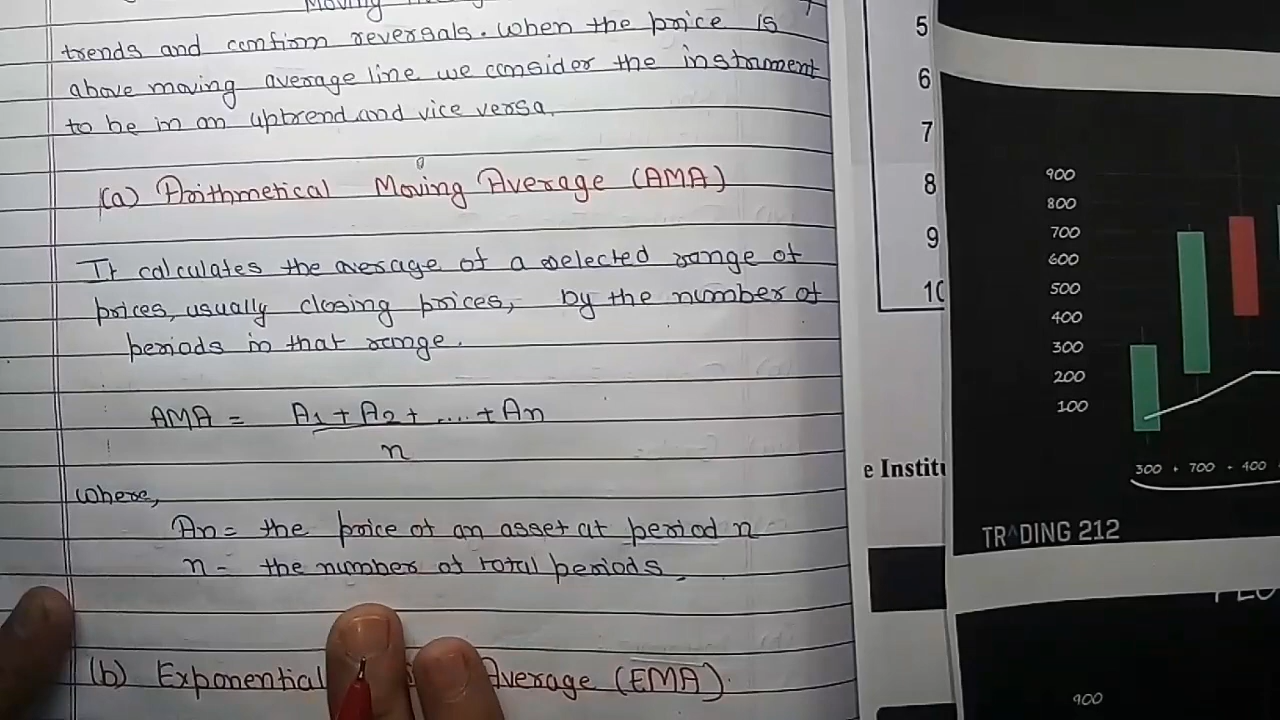 Moving
trends and confirm reversals. When the price is
above moving average line we consider the instrument
to be in an uptrend and vice versa.
(a) Arithmetical Moving Average (AMA)
It calculates the average of a selected range of
prices, usually closing prices, by the number of
periods in that range.
AMA = A1 + A2 + .... + An
n
where,
An = the price of an asset at period n
n = the number of total periods.
(b) Exponential Average (EMA)
5
6
7
8
9
10
e Institu
900
800
700
600
500
400
300
200
100
300 + 700 + 400
TRADING 212
900